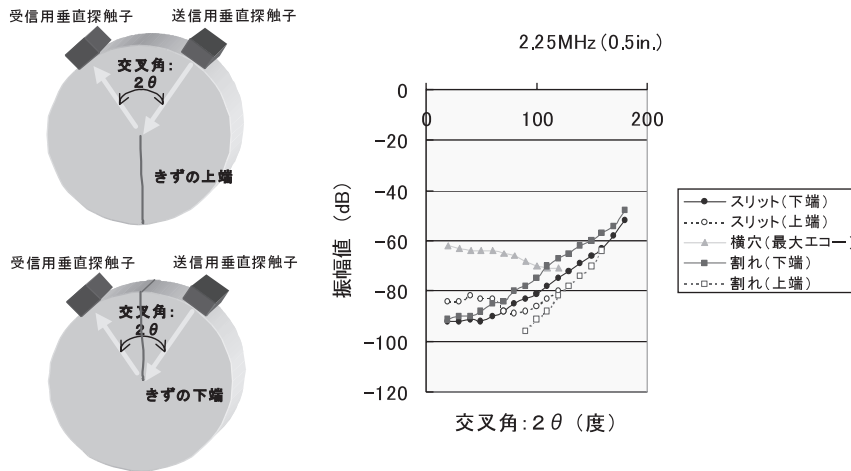 受信用垂直探触子
送信用垂直探触子
交叉角:
2θ
きずの上端
受信用垂直探触子
送信用垂直探触子
交叉角:
2θ
きずの下端
2.25MHz(0.5in.)
0
-20
-40
-60
-80
-100
-120
0
100
200
振幅値 (dB)
交叉角:2θ (度)
スリット(下端)
スリット(上端)
横穴(最大エコー)
割れ(下端)
割れ(上端)